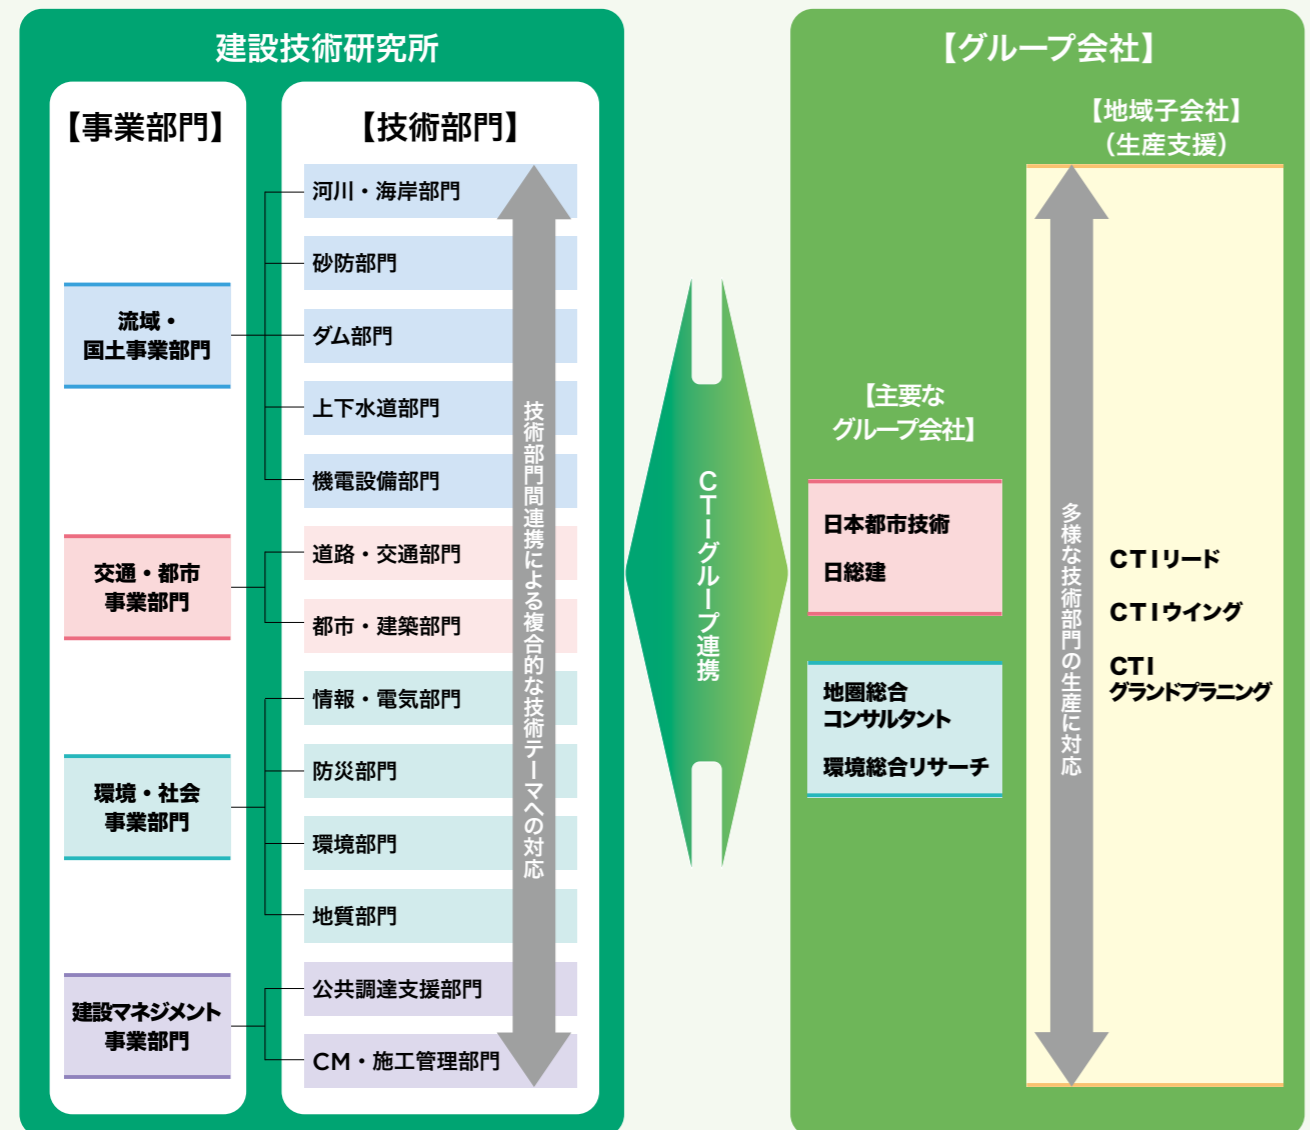 建設技術研究所
【事業部門】
流域・
国土事業部門
交通・都市
事業部門
環境・社会
事業部門
建設マネジメント
事業部門
【技術部門】
河川・海岸部門
砂防部門
ダム部門
上下水道部門
機電設備部門
道路・交通部門
都市・建築部門
情報・電気部門
防災部門
環境部門
地質部門
公共調達支援部門
CM・施工管理部門
技術部門間連携による複合的な技術テーマへの対応
CTIグループ連携
【グループ会社】
【主要な
グループ会社】
日本都市技術
日総建
地圏総合
コンサルタント
環境総合リサーチ
【地域子会社】
（生産支援）
多様な技術部門の生産に対応
CTIリード
CTIウイング
CTI
グランドプラニング